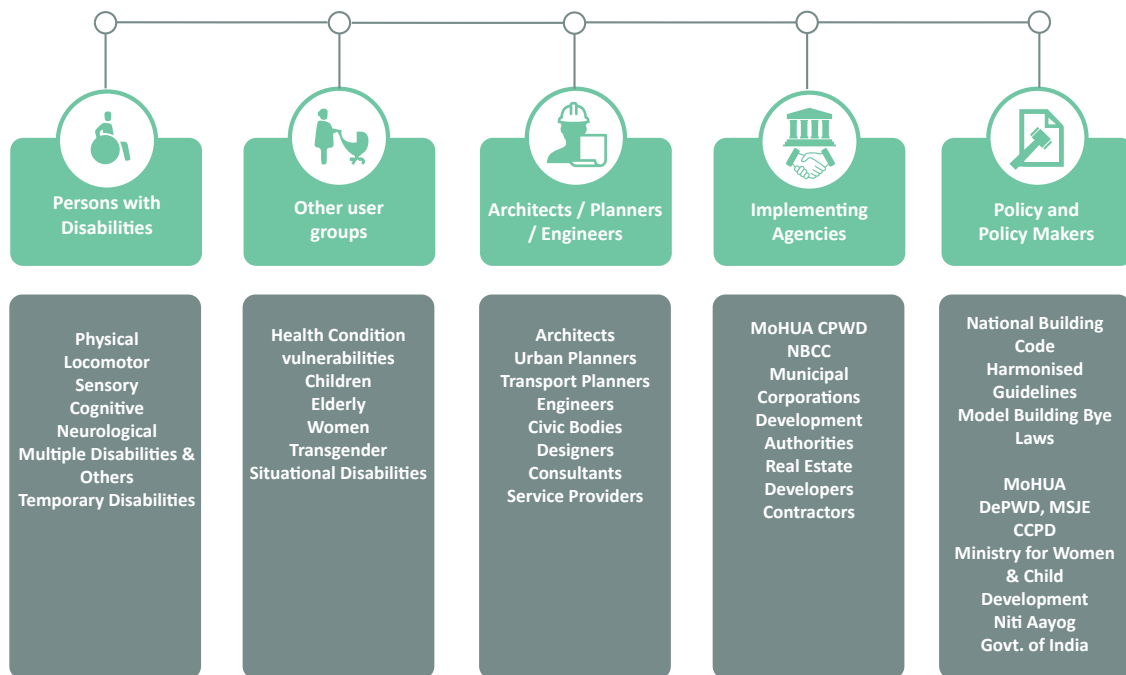 Persons with
Disabilities
Other user
groups
Architects / Planners
/ Engineers
Implementing
Agencies
Policy and
Policy Makers
Physical
Locomotor
Sensory
Cognitive
Neurological
Multiple Disabilities &
Others
Temporary Disabilities
Health Condition
vulnerabilities
Children
Elderly
Women
Transgender
Situational Disabilities
Architects
Urban Planners
Transport Planners
Engineers
Civic Bodies
Designers
Consultants
Service Providers
MoHUA CPWD
NBCC
Municipal
Corporations
Development
Authorities
Real Estate
Developers
Contractors
National Building
Code
Harmonised
Guidelines
Model Building Bye
Laws
MoHUA
DePWD, MSJE
CCPD
Ministry for Women
& Child
Development
Niti Aayog
Govt. of India